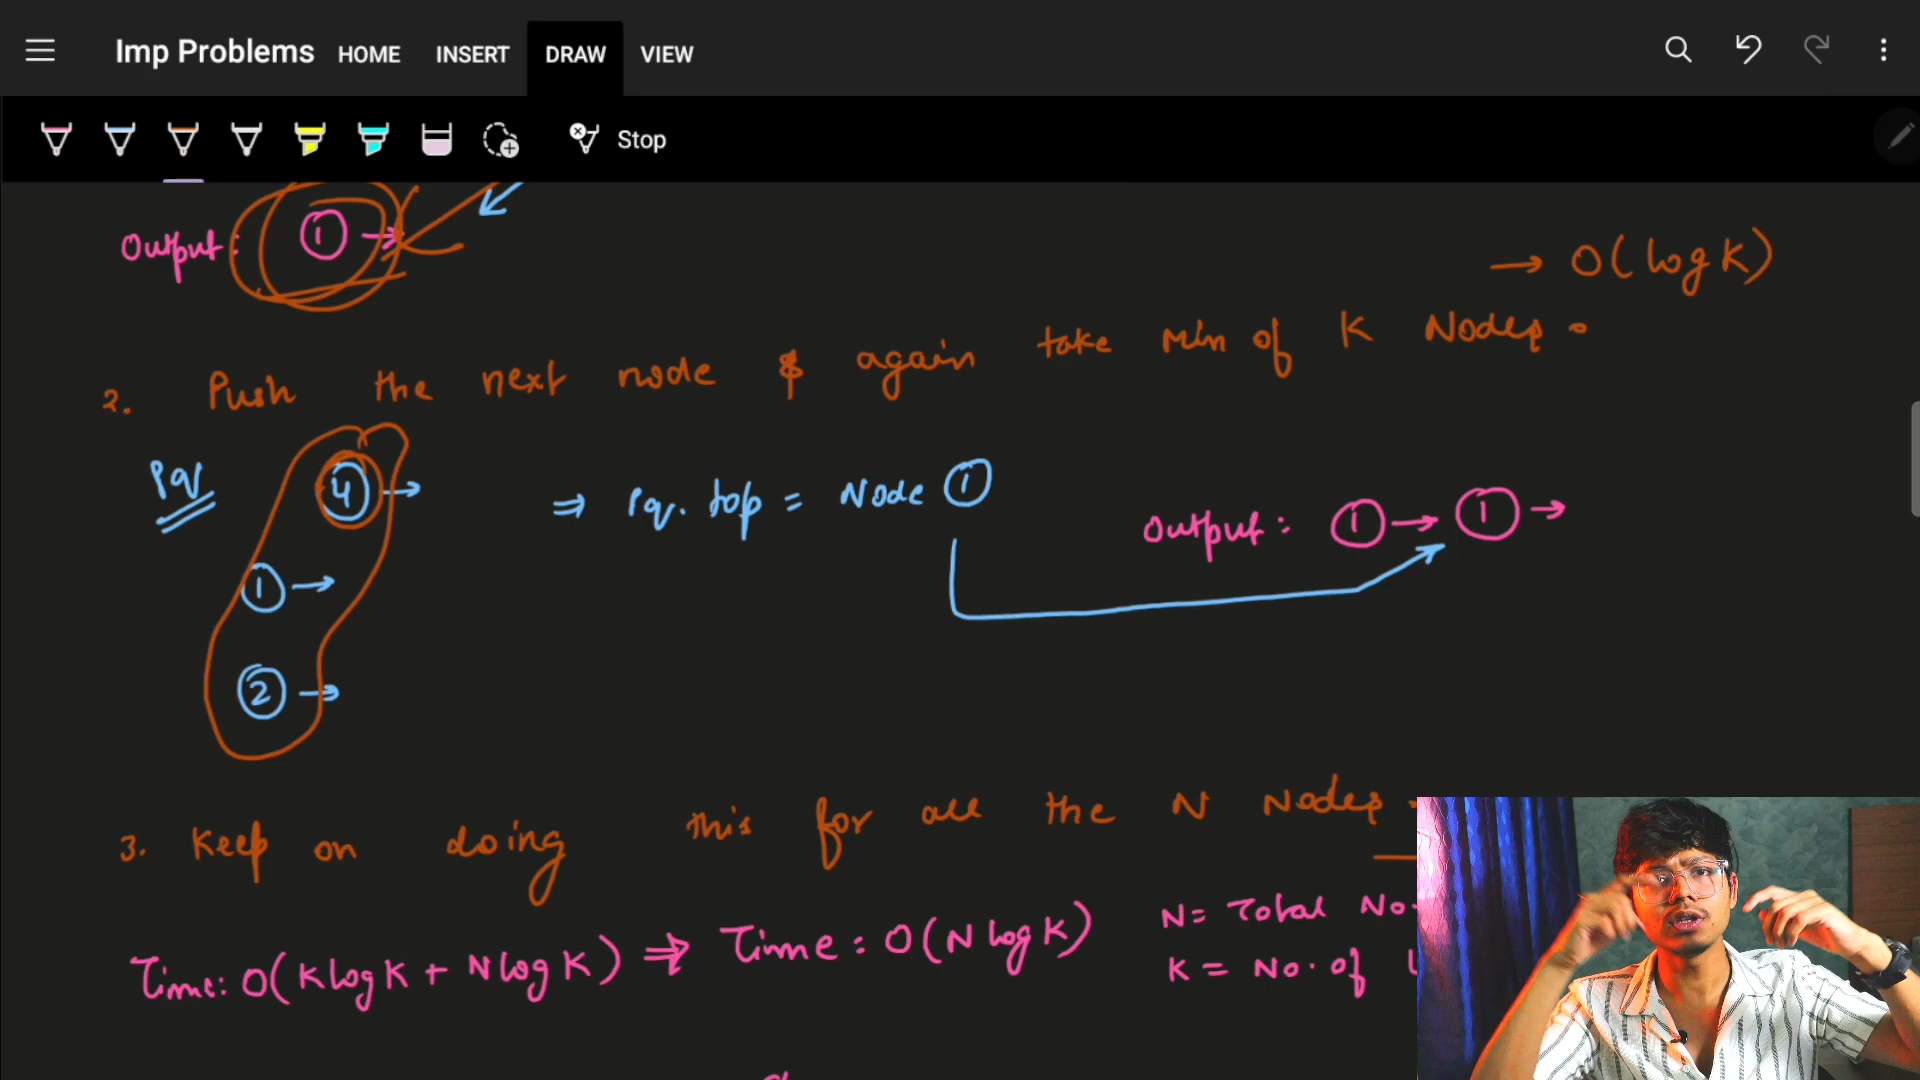 Imp Problems HOME INSERT DRAW VIEW
Stop
Output: 1
→ O(log K)
2. Push the next node & again take Min of K Nodes.
Pq
4
⇒ Pq. top = Node 1
Output: 1 → 1 →
1 →
2 →
3. Keep on doing this for all the N Nodes.
Time: O(K log K + N log K) ⇒ Time: O(N log K)
N = Total No.
K = No. of